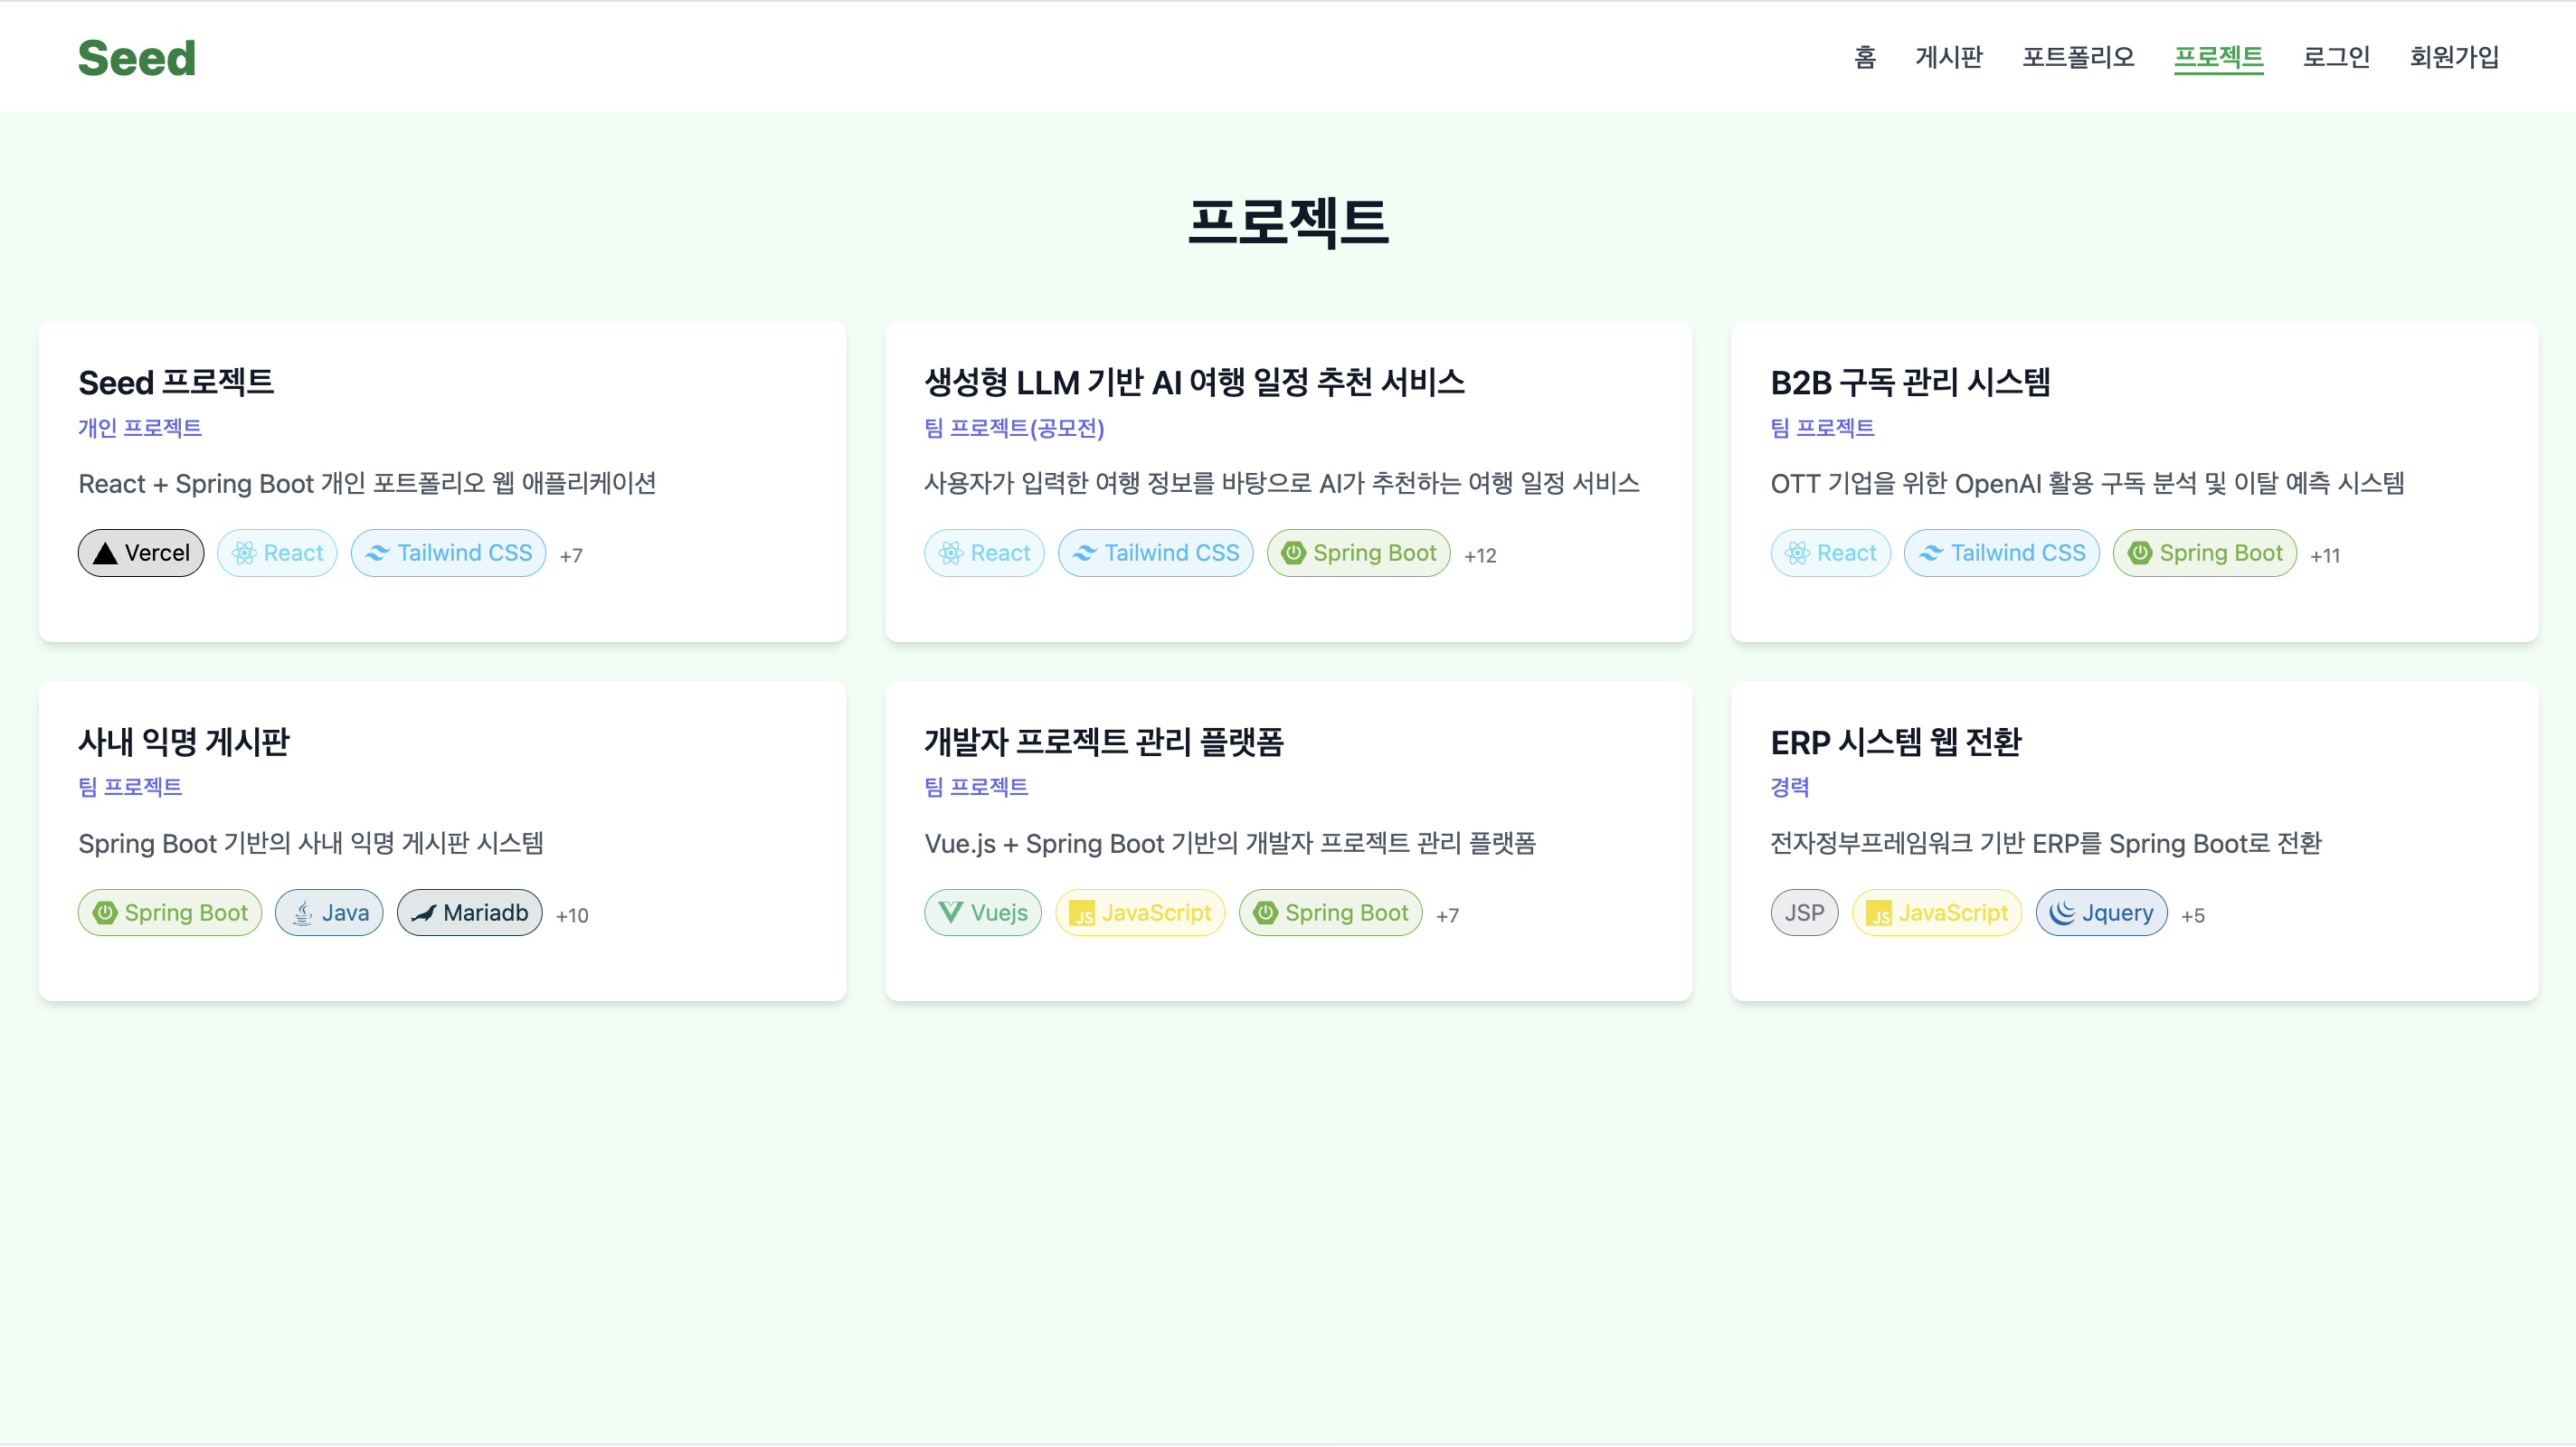 Seed
홈 게시판 포트폴리오 프로젝트 로그인 회원가입
프로젝트
Seed 프로젝트
개인 프로젝트
React + Spring Boot 개인 포트폴리오 웹 애플리케이션
Vercel React Tailwind CSS +7
생성형 LLM 기반 AI 여행 일정 추천 서비스
팀 프로젝트(공모전)
사용자가 입력한 여행 정보를 바탕으로 AI가 추천하는 여행 일정 서비스
React Tailwind CSS Spring Boot +12
B2B 구독 관리 시스템
팀 프로젝트
OTT 기업을 위한 OpenAI 활용 구독 분석 및 이탈 예측 시스템
React Tailwind CSS Spring Boot +11
사내 익명 게시판
팀 프로젝트
Spring Boot 기반의 사내 익명 게시판 시스템
Spring Boot Java Mariadb +10
개발자 프로젝트 관리 플랫폼
팀 프로젝트
Vue.js + Spring Boot 기반의 개발자 프로젝트 관리 플랫폼
Vuejs JS JavaScript Spring Boot +7
ERP 시스템 웹 전환
경력
전자정부프레임워크 기반 ERP를 Spring Boot로 전환
JSP JS JavaScript Jquery +5